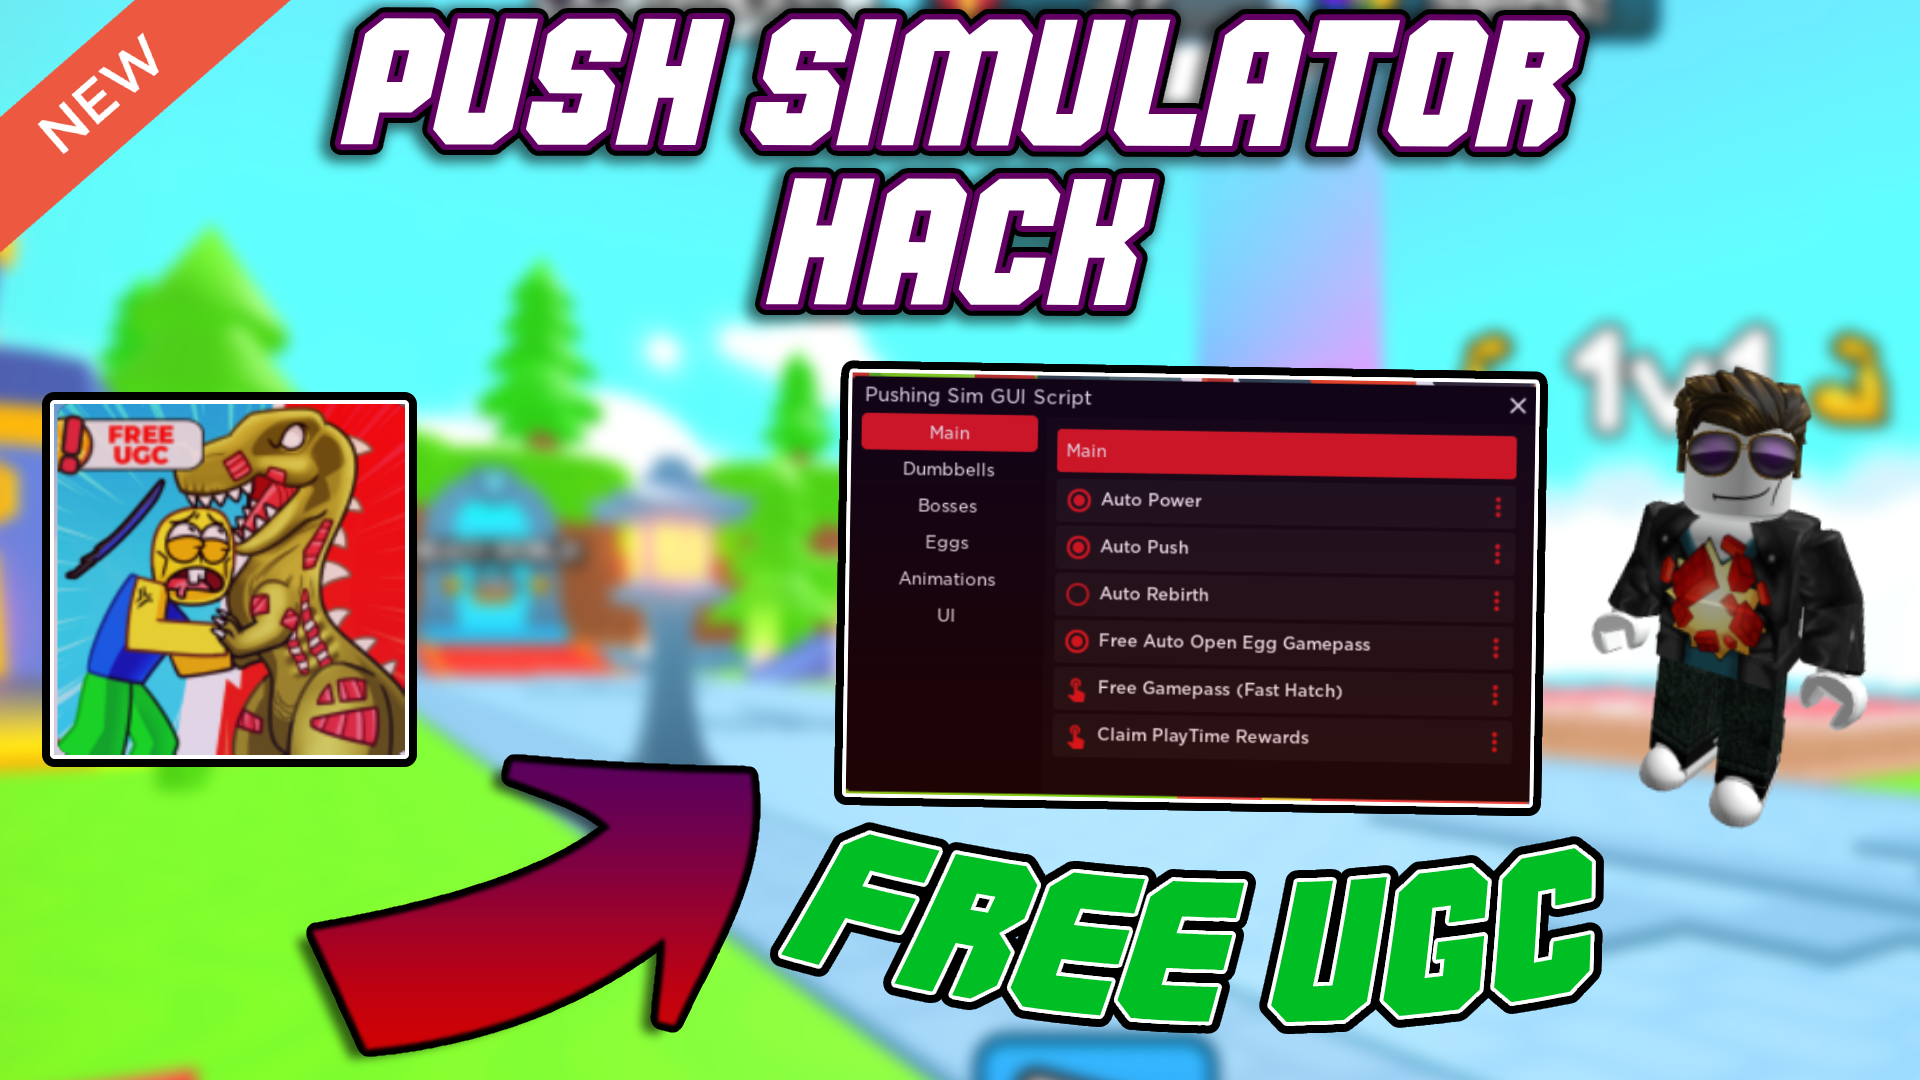 NEW
PUSH SIMULATOR
HACK
FREE
UGC
Pushing Sim GUI Script
Main
Dumbbells
Bosses
Eggs
Animations
UI
Main
Auto Power
Auto Push
Auto Rebirth
Free Auto Open Egg Gamepass
Free Gamepass (Fast Hatch)
Claim PlayTime Rewards
1v1
FREE UGC